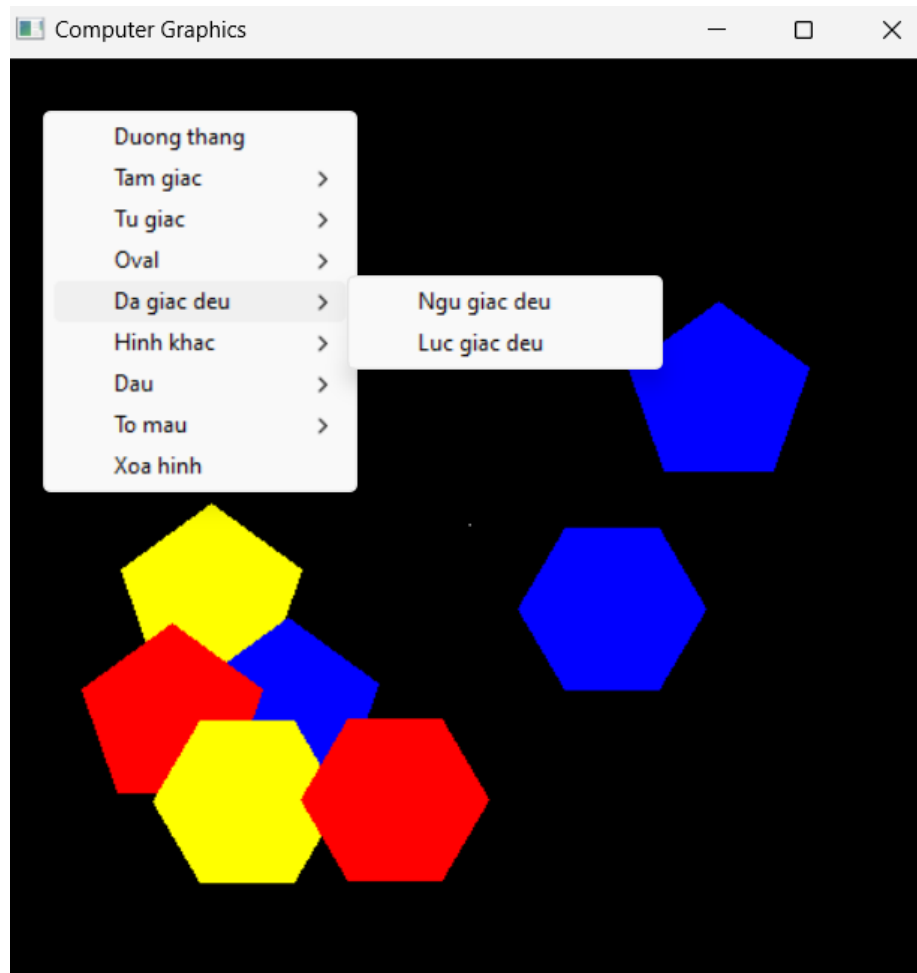 Computer Graphics
Duong thang
Tam giac
Tu giac
Oval
Da giac deu
Hinh khac
Dau
To mau
Xoa hinh
Ngu giac deu
Luc giac deu